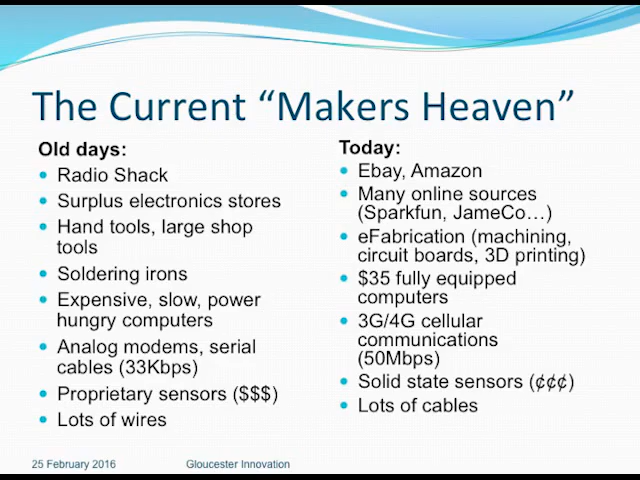 The Current “Makers Heaven”
Old days:
• Radio Shack
• Surplus electronics stores
• Hand tools, large shop
tools
• Soldering irons
• Expensive, slow, power
hungry computers
• Analog modems, serial
cables (33Kbps)
• Proprietary sensors ($$$)
• Lots of wires
Today:
• Ebay, Amazon
• Many online sources
(Sparkfun, JameCo…)
• eFabrication (machining,
circuit boards, 3D printing)
• $35 fully equipped
computers
• 3G/4G cellular
communications
(50Mbps)
• Solid state sensors (¢¢¢)
• Lots of cables
25 February 2016
Gloucester Innovation